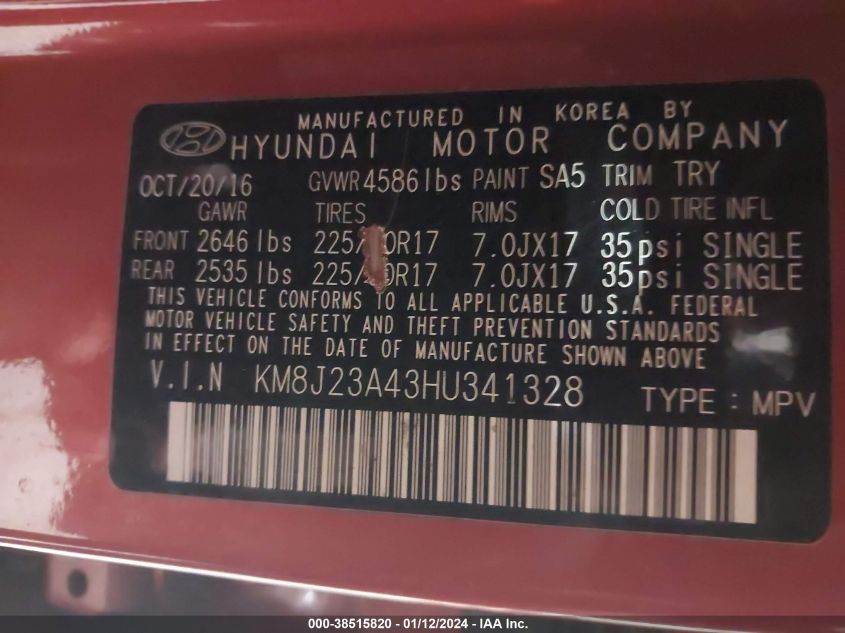 MANUFACTURED IN KOREA BY
HYUNDAI MOTOR COMPANY
OCT/20/16 GVWR 4586 lbs PAINT SA5 TRIM TRY
GAWR TIRES RIMS COLD TIRE INFL
FRONT 2646 lbs 7.0JX17 35psi SINGLE
REAR 2535 lbs 7.0JX17 35psi SINGLE
THIS VEHICLE CONFORMS TO ALL APPLICABLE U.S.A. FEDERAL
MOTOR VEHICLE SAFETY AND THEFT PREVENTION STANDARDS
IN EFFECT ON THE DATE OF MANUFACTURE SHOWN ABOVE
V.I.N KM8J23A43HU341328 TYPE : MPV
000-38515820 - 01/12/2024 - IAA Inc.